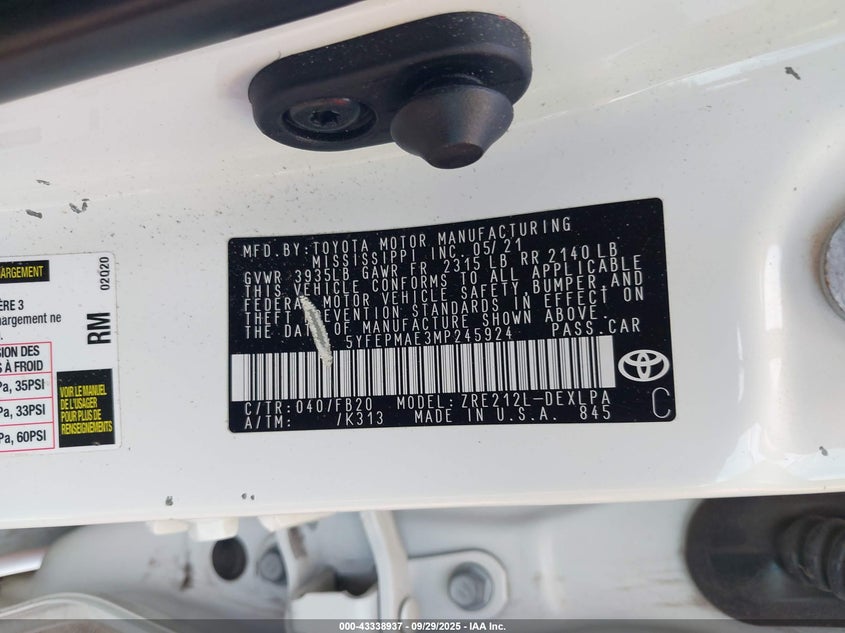 MFD.BY: TOYOTA MOTOR MANUFACTURING
MISSISSIPPI INC. 05/21
GVWR 3935LB GAWR FR 2315 LB RR 2140 LB
THIS VEHICLE CONFORMS TO ALL APPLICABLE
FEDERAL MOTOR VEHICLE SAFETY, BUMPER, AND
THEFT PREVENTION STANDARDS IN EFFECT ON
THE DATE OF MANUFACTURE SHOWN ABOVE.
5YFEPMAE3MP245924 PASS.CAR
C/TR: 040/FB20 MODEL: ZRE212L-DEXLPA
A/TM: /K313 MADE IN U.S.A. 845
C
HARGEMENT
02020
ÈRE 3
hargement ne
RM
SION DES
À FROID
Pa, 35PSI
Pa, 33PSI
Pa, 60PSI
VOIR LE MANUEL
DE L'USAGER
POUR PLUS DE
RENSEIGNEMENTS
000-43338937 - 09/29/2025 - IAA Inc.